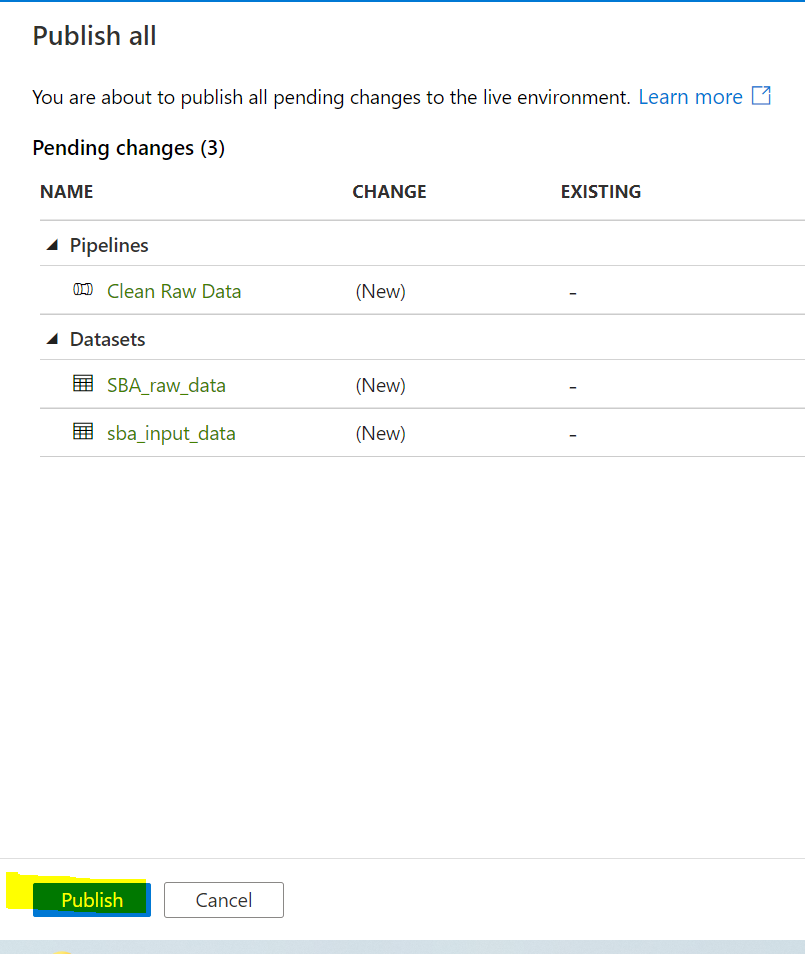 Publish all
You are about to publish all pending changes to the live environment. Learn more
Pending changes (3)
NAME CHANGE EXISTING
Pipelines
Clean Raw Data (New) -
Datasets
SBA_raw_data (New) -
sba_input_data (New) -
Publish Cancel